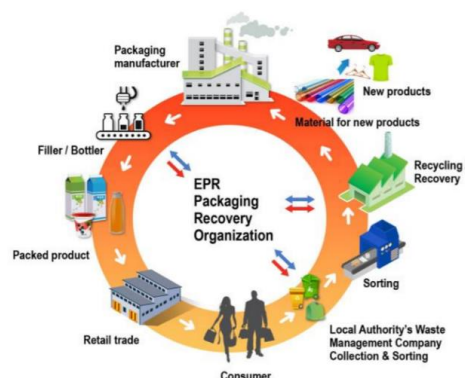 Packaging
manufacturer
New products
Material for new products
Filler / Bottler
EPR
Packaging
Recovery
Organization
Recycling
Recovery
Packed product
Sorting
Retail trade
Local Authority's Waste
Management Company
Collection & Sorting
Consumer